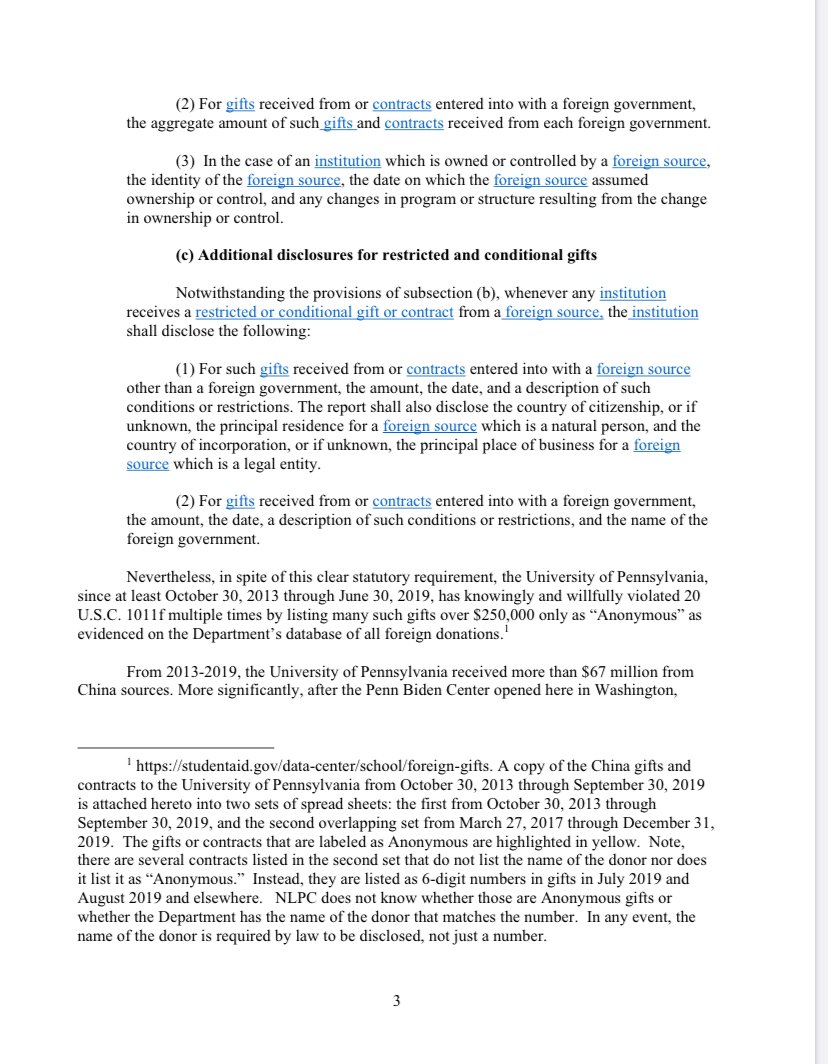 (2) For gifts received from or contracts entered into with a foreign government,
the aggregate amount of such gifts and contracts received from each foreign government.
(3) In the case of an institution which is owned or controlled by a foreign source,
the identity of the foreign source, the date on which the foreign source assumed
ownership or control, and any changes in program or structure resulting from the change
in ownership or control.
(c) Additional disclosures for restricted and conditional gifts
Notwithstanding the provisions of subsection (b), whenever any institution
receives a restricted or conditional gift or contract from a foreign source, the institution
shall disclose the following:
(1) For such gifts received from or contracts entered into with a foreign source
other than a foreign government, the amount, the date, and a description of such
conditions or restrictions. The report shall also disclose the country of citizenship, or if
unknown, the principal residence for a foreign source which is a natural person, and the
country of incorporation, or if unknown, the principal place of business for a foreign
source which is a legal entity.
(2) For gifts received from or contracts entered into with a foreign government,
the amount, the date, a description of such conditions or restrictions, and the name of the
foreign government.
Nevertheless, in spite of this clear statutory requirement, the University of Pennsylvania,
since at least October 30, 2013 through June 30, 2019, has knowingly and willfully violated 20
U.S.C. 1011f multiple times by listing many such gifts over $250,000 only as “Anonymous” as
evidenced on the Department’s database of all foreign donations.1
From 2013-2019, the University of Pennsylvania received more than $67 million from
China sources. More significantly, after the Penn Biden Center opened here in Washington,
1 https://studentaid.gov/data-center/school/foreign-gifts. A copy of the China gifts and
contracts to the University of Pennsylvania from October 30, 2013 through September 30, 2019
is attached hereto into two sets of spread sheets: the first from October 30, 2013 through
September 30, 2019, and the second overlapping set from March 27, 2017 through December 31,
2019. The gifts or contracts that are labeled as Anonymous are highlighted in yellow. Note,
there are several contracts listed in the second set that do not list the name of the donor nor does
it list it as “Anonymous.” Instead, they are listed as 6-digit numbers in gifts in July 2019 and
August 2019 and elsewhere. NLPC does not know whether those are Anonymous gifts or
whether the Department has the name of the donor that matches the number. In any event, the
name of the donor is required by law to be disclosed, not just a number.
3